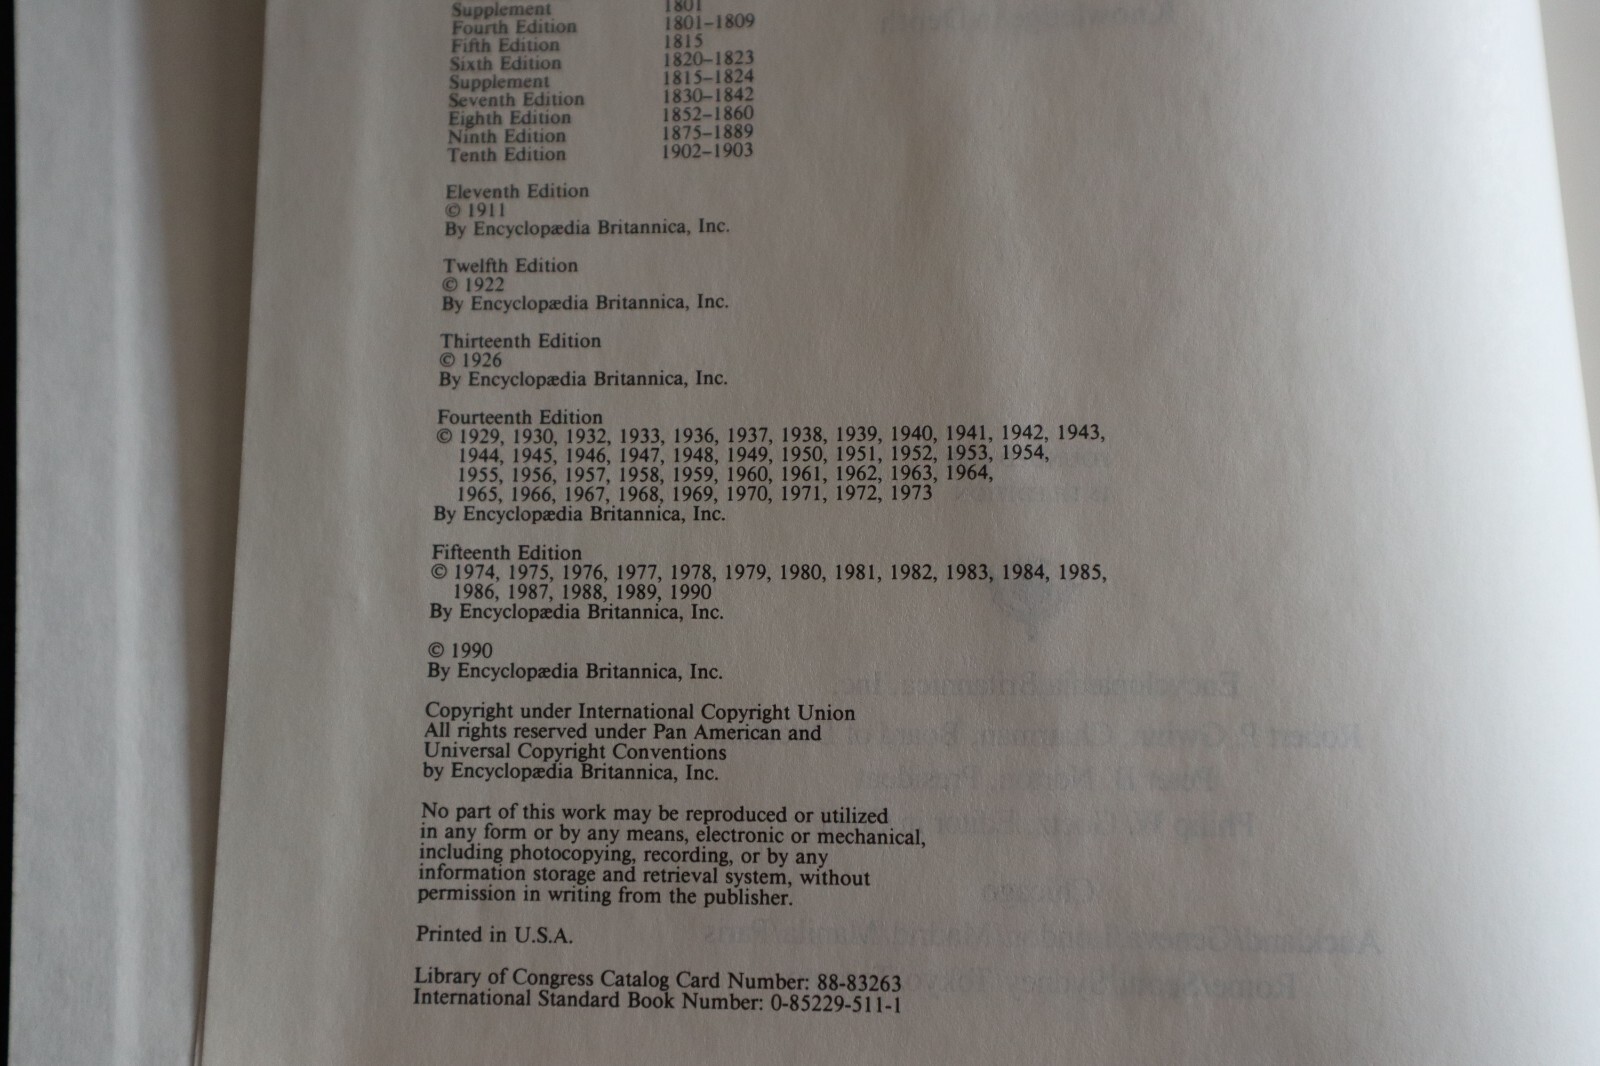 Supplement 1801
Fourth Edition 1801–1809
Fifth Edition 1815
Sixth Edition 1820–1823
Supplement 1815–1824
Seventh Edition 1830–1842
Eighth Edition 1852–1860
Ninth Edition 1875–1889
Tenth Edition 1902–1903
Eleventh Edition
© 1911
By Encyclopædia Britannica, Inc.
Twelfth Edition
© 1922
By Encyclopædia Britannica, Inc.
Thirteenth Edition
© 1926
By Encyclopædia Britannica, Inc.
Fourteenth Edition
© 1929, 1930, 1932, 1933, 1936, 1937, 1938, 1939, 1940, 1941, 1942, 1943,
1944, 1945, 1946, 1947, 1948, 1949, 1950, 1951, 1952, 1953, 1954,
1955, 1956, 1957, 1958, 1959, 1960, 1961, 1962, 1963, 1964,
1965, 1966, 1967, 1968, 1969, 1970, 1971, 1972, 1973
By Encyclopædia Britannica, Inc.
Fifteenth Edition
© 1974, 1975, 1976, 1977, 1978, 1979, 1980, 1981, 1982, 1983, 1984, 1985,
1986, 1987, 1988, 1989, 1990
By Encyclopædia Britannica, Inc.
© 1990
By Encyclopædia Britannica, Inc.
Copyright under International Copyright Union
All rights reserved under Pan American and
Universal Copyright Conventions
by Encyclopædia Britannica, Inc.
No part of this work may be reproduced or utilized
in any form or by any means, electronic or mechanical,
including photocopying, recording, or by any
information storage and retrieval system, without
permission in writing from the publisher.
Printed in U.S.A.
Library of Congress Catalog Card Number: 88-83263
International Standard Book Number: 0-85229-511-1